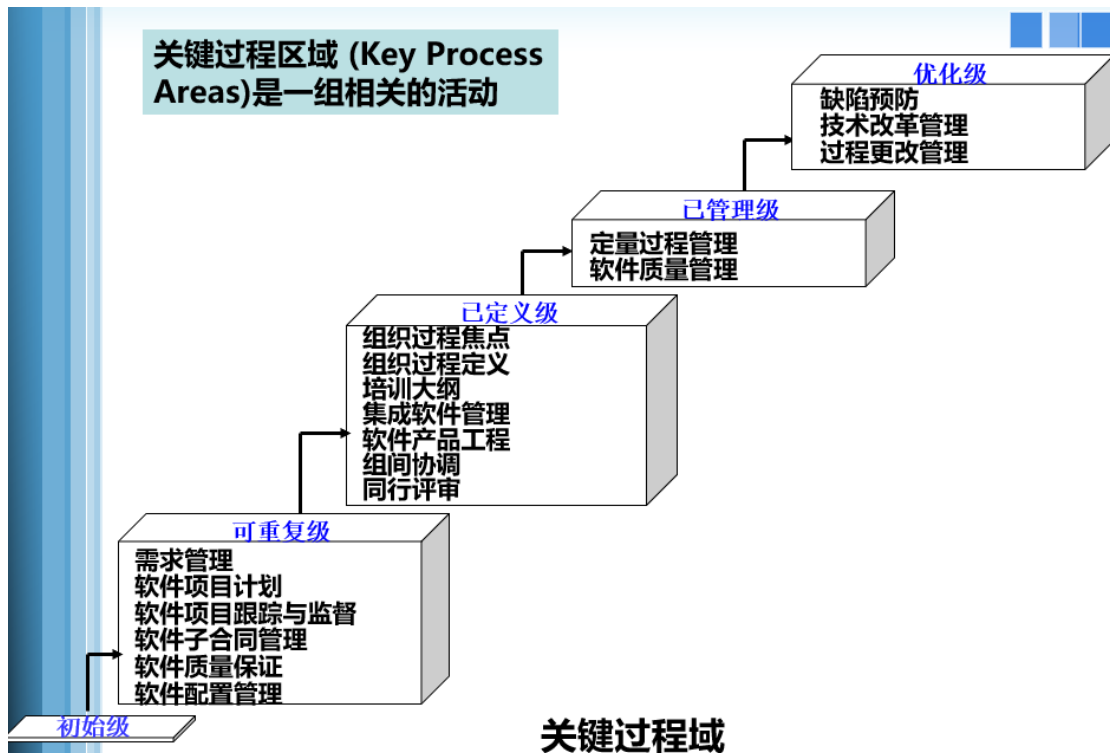 关键过程区域 (Key Process
Areas)是一组相关的活动
优化级
缺陷预防
技术改革管理
过程更改管理
已管理级
定量过程管理
软件质量管理
已定义级
组织过程焦点
组织过程定义
培训大纲
集成软件管理
软件产品工程
组间协调
同行评审
可重复级
需求管理
软件项目计划
软件项目跟踪与监督
软件子合同管理
软件质量保证
软件配置管理
初始级
关键过程域